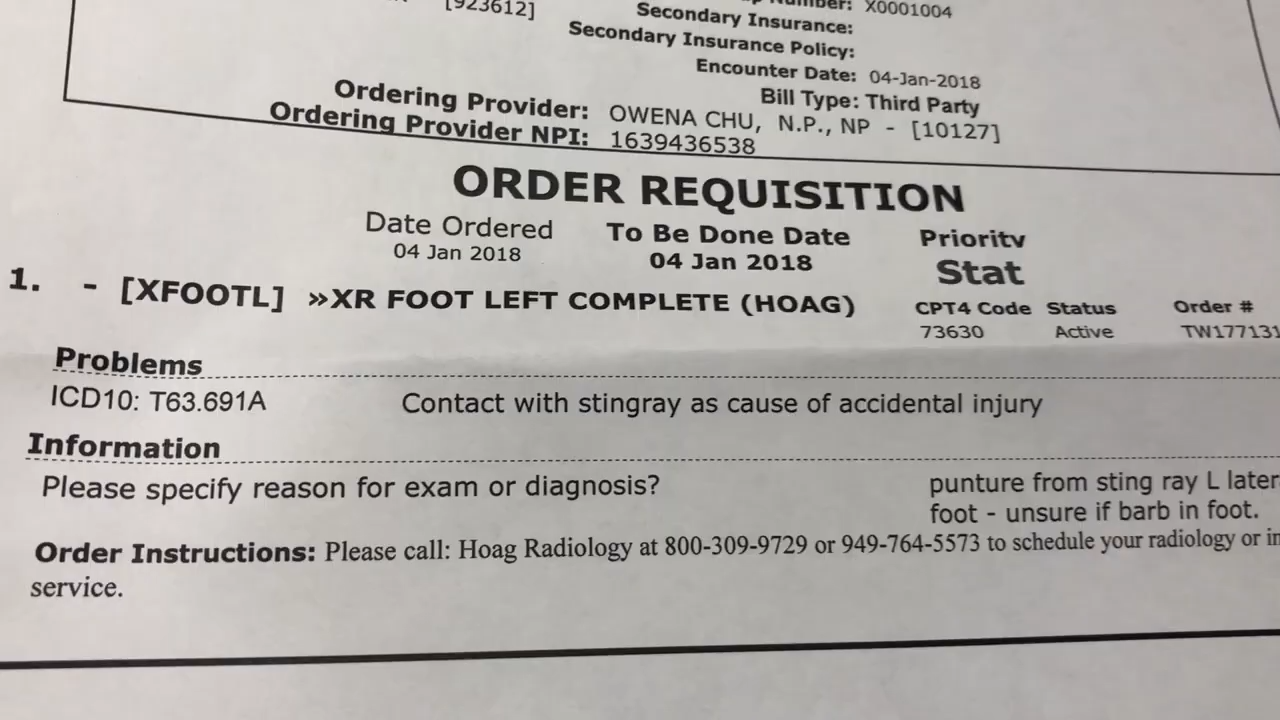 [923612]
Number: X0001004
Secondary Insurance:
Secondary Insurance Policy:
Encounter Date: 04-Jan-2018
Bill Type: Third Party
Ordering Provider: OWENA CHU, N.P., NP - [10127]
Ordering Provider NPI: 1639436538
ORDER REQUISITION
Date Ordered To Be Done Date Priority
04 Jan 2018 04 Jan 2018 Stat
1. - [XFOOTL] »XR FOOT LEFT COMPLETE (HOAG) CPT4 Code Status Order #
73630 Active TW177131
Problems
ICD10: T63.691A Contact with stingray as cause of accidental injury
Information
Please specify reason for exam or diagnosis? punture from sting ray L later
foot - unsure if barb in foot.
Order Instructions: Please call: Hoag Radiology at 800-309-9729 or 949-764-5573 to schedule your radiology or
service.